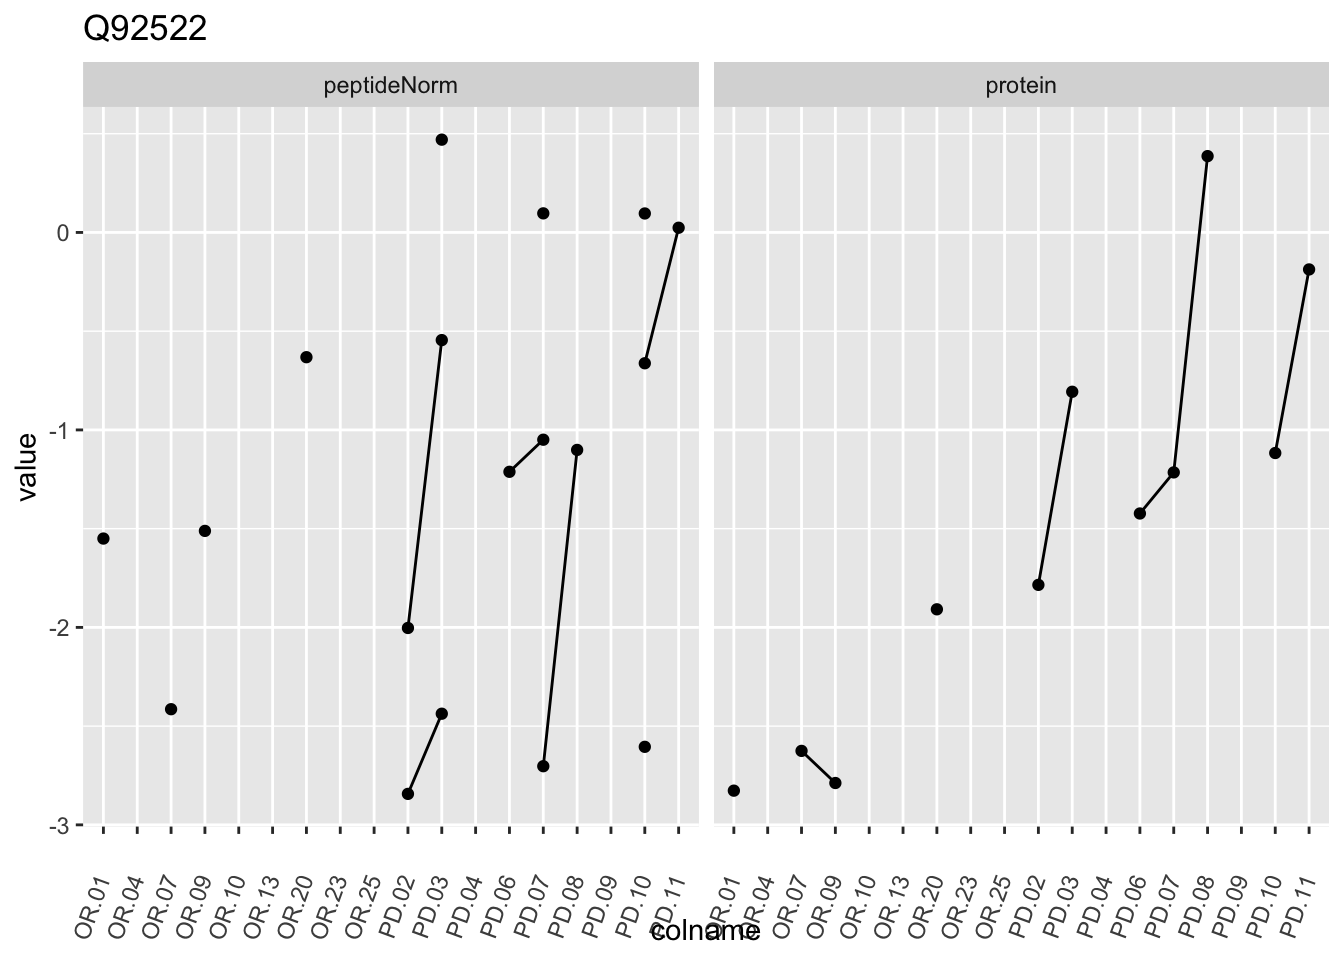 Q92522
peptideNorm
protein
value
0
-1
-2
-3
OR.01
OR.04
OR.07
OR.09
OR.10
OR.13
OR.20
OR.23
OR.25
PD.02
PD.03
PD.04
PD.06
PD.07
PD.08
PD.09
PD.10
PD.11
OR.01
OR.04
OR.07
OR.09
OR.10
OR.13
OR.20
OR.23
OR.25
PD.02
PD.03
PD.04
PD.06
PD.07
PD.08
PD.09
PD.10
PD.11
colname